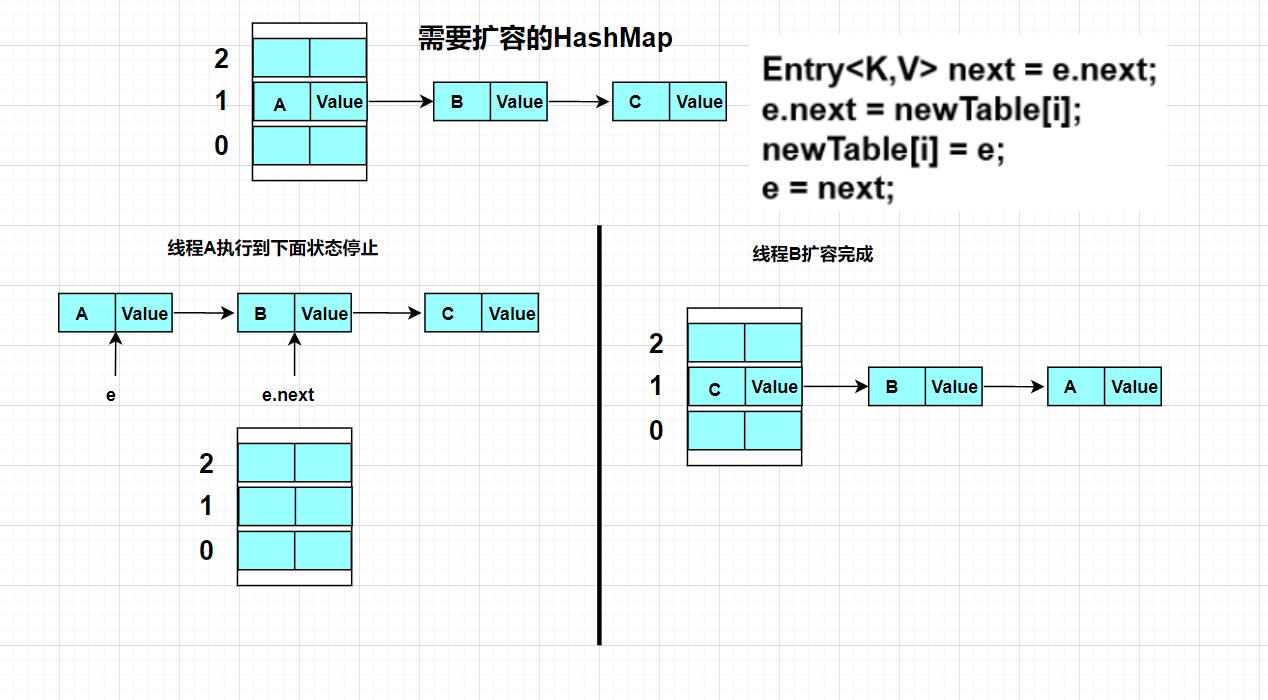 需要扩容的HashMap
2
1 A Value B Value C Value
0
Entry<K,V> next = e.next;
e.next = newTable[i];
newTable[i] = e;
e = next;
线程A执行到下面状态停止
A Value B Value C Value
e e.next
2
1
0
线程B扩容完成
2
1 C Value B Value A Value
0